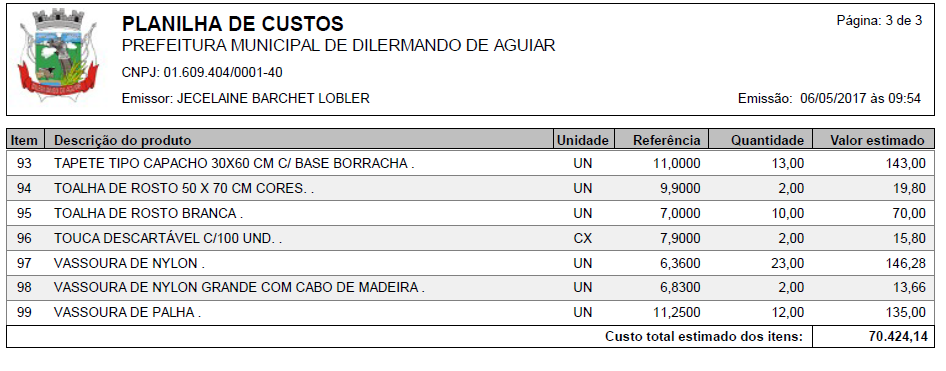 PLANILHA DE CUSTOS
Página: 3 de 3
PREFEITURA MUNICIPAL DE DILERMANDO DE AGUIAR
CNPJ: 01.609.404/0001-40
Emissor: JECELAINE BARCHET LOBLER Emissão: 06/05/2017 às 09:54
Item Descrição do produto Unidade Referência Quantidade Valor estimado
93 TAPETE TIPO CAPACHO 30X60 CM C/ BASE BORRACHA . UN 11,0000 13,00 143,00
94 TOALHA DE ROSTO 50 X 70 CM CORES. . UN 9,9000 2,00 19,80
95 TOALHA DE ROSTO BRANCA . UN 7,0000 10,00 70,00
96 TOUCA DESCARTÁVEL C/100 UND. . CX 7,9000 2,00 15,80
97 VASSOURA DE NYLON . UN 6,3600 23,00 146,28
98 VASSOURA DE NYLON GRANDE COM CABO DE MADEIRA . UN 6,8300 2,00 13,66
99 VASSOURA DE PALHA . UN 11,2500 12,00 135,00
Custo total estimado dos itens: 70.424,14